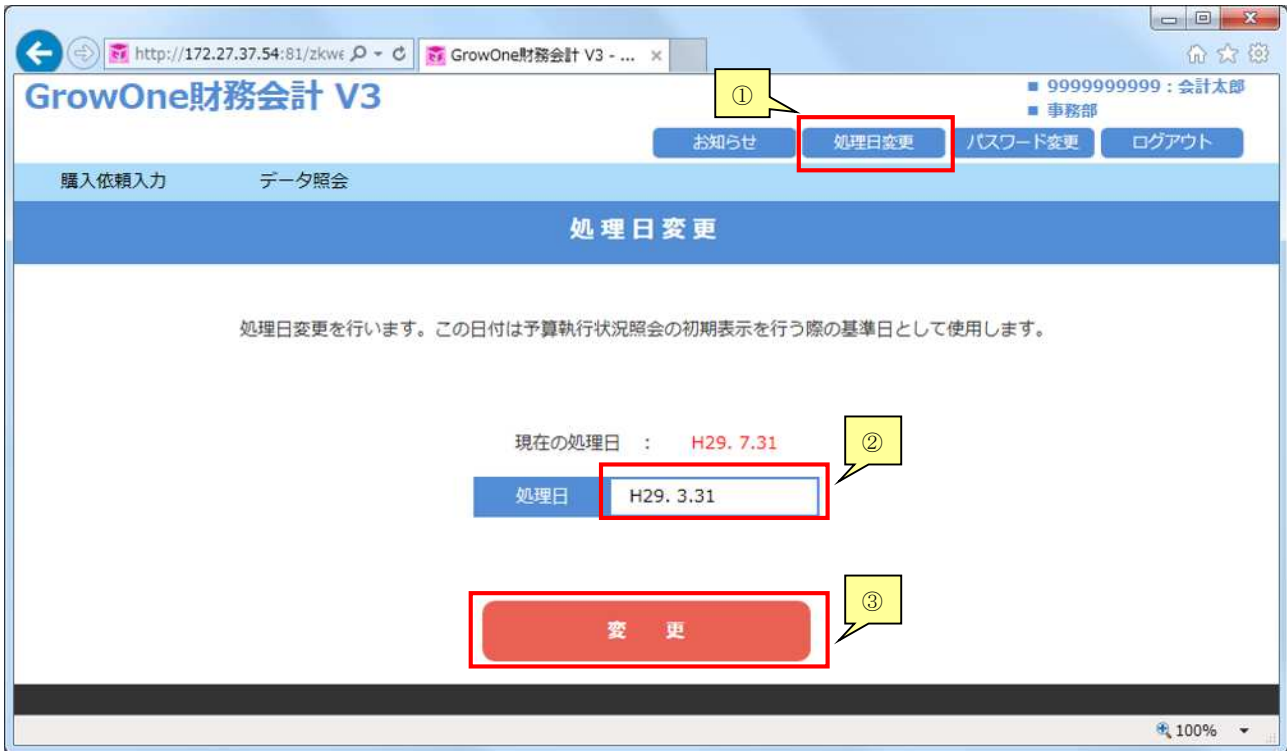 http://172.27.37.54:81/zkwe
GrowOne財務会計 V3 - ...
GrowOne財務会計 V3
①
■ 9999999999：会計太郎
■ 事務部
お知らせ 処理日変更 パスワード変更 ログアウト
購入依頼入力 データ照会
処理日変更
処理日変更を行います。この日付は予算執行状況照会の初期表示を行う際の基準日として使用します。
現在の処理日 ： H29. 7.31
②
処理日 H29. 3.31
③
変 更
100%